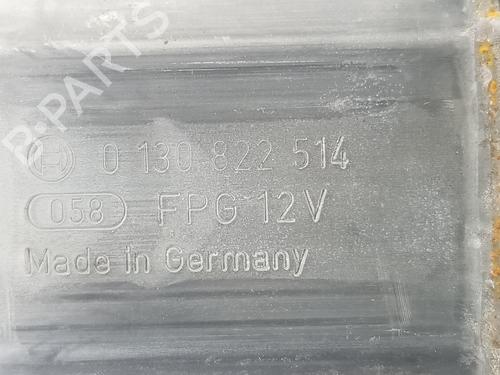 B-PARTS
0 130 822 514
058 FPG 12V
Made in Germany